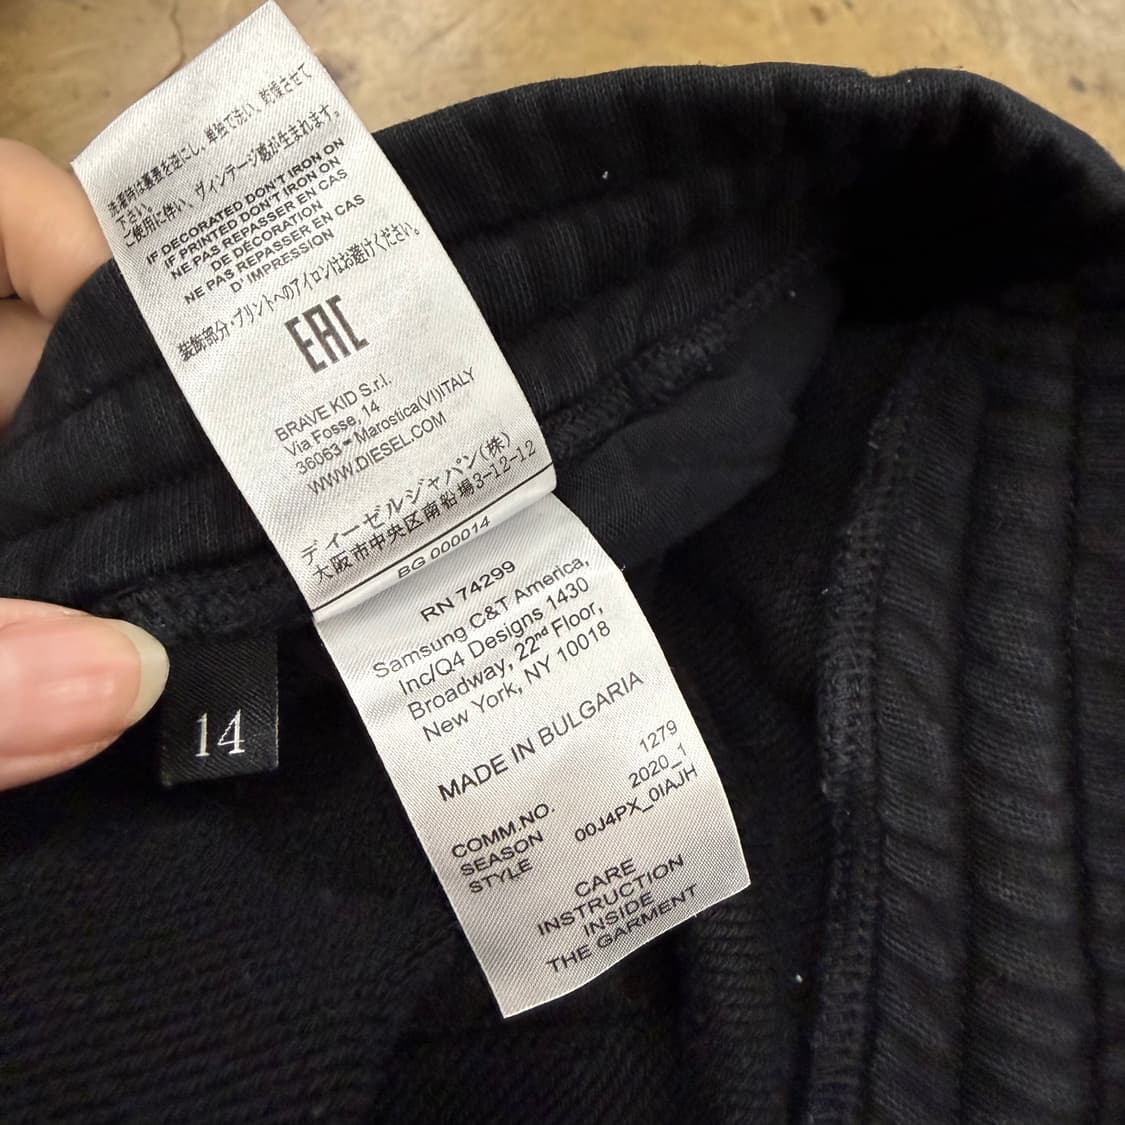 洗濯時は裏表を逆にし、単独で洗い、乾燥させて
下さい。
ご使用に伴い、ヴィンテージ感が生まれます。
IF DECORATED DON'T IRON ON
IF PRINTED DON'T IRON ON
NE PAS REPASSER EN CAS
DE DÉCORATION
NE PAS REPASSER EN CAS
D'IMPRESSION
装飾部分・プリントへのアイロンはお避けください。
EAC
BRAVE KID S.r.l.
Via Fosse, 14
36063 - Marostica(VI)ITALY
WWW.DIESEL.COM
ディーゼルジャパン(株)
大阪市中央区南船場3-12-12
BG 000014
RN 74299
Samsung C&T America,
Inc/Q4 Designs 1430
Broadway, 22nd Floor,
New York, NY 10018
MADE IN BULGARIA
COMM.NO. 1279
SEASON 2020_1
STYLE 00J4PX_0IAJH
CARE
INSTRUCTION
INSIDE
THE GARMENT
14